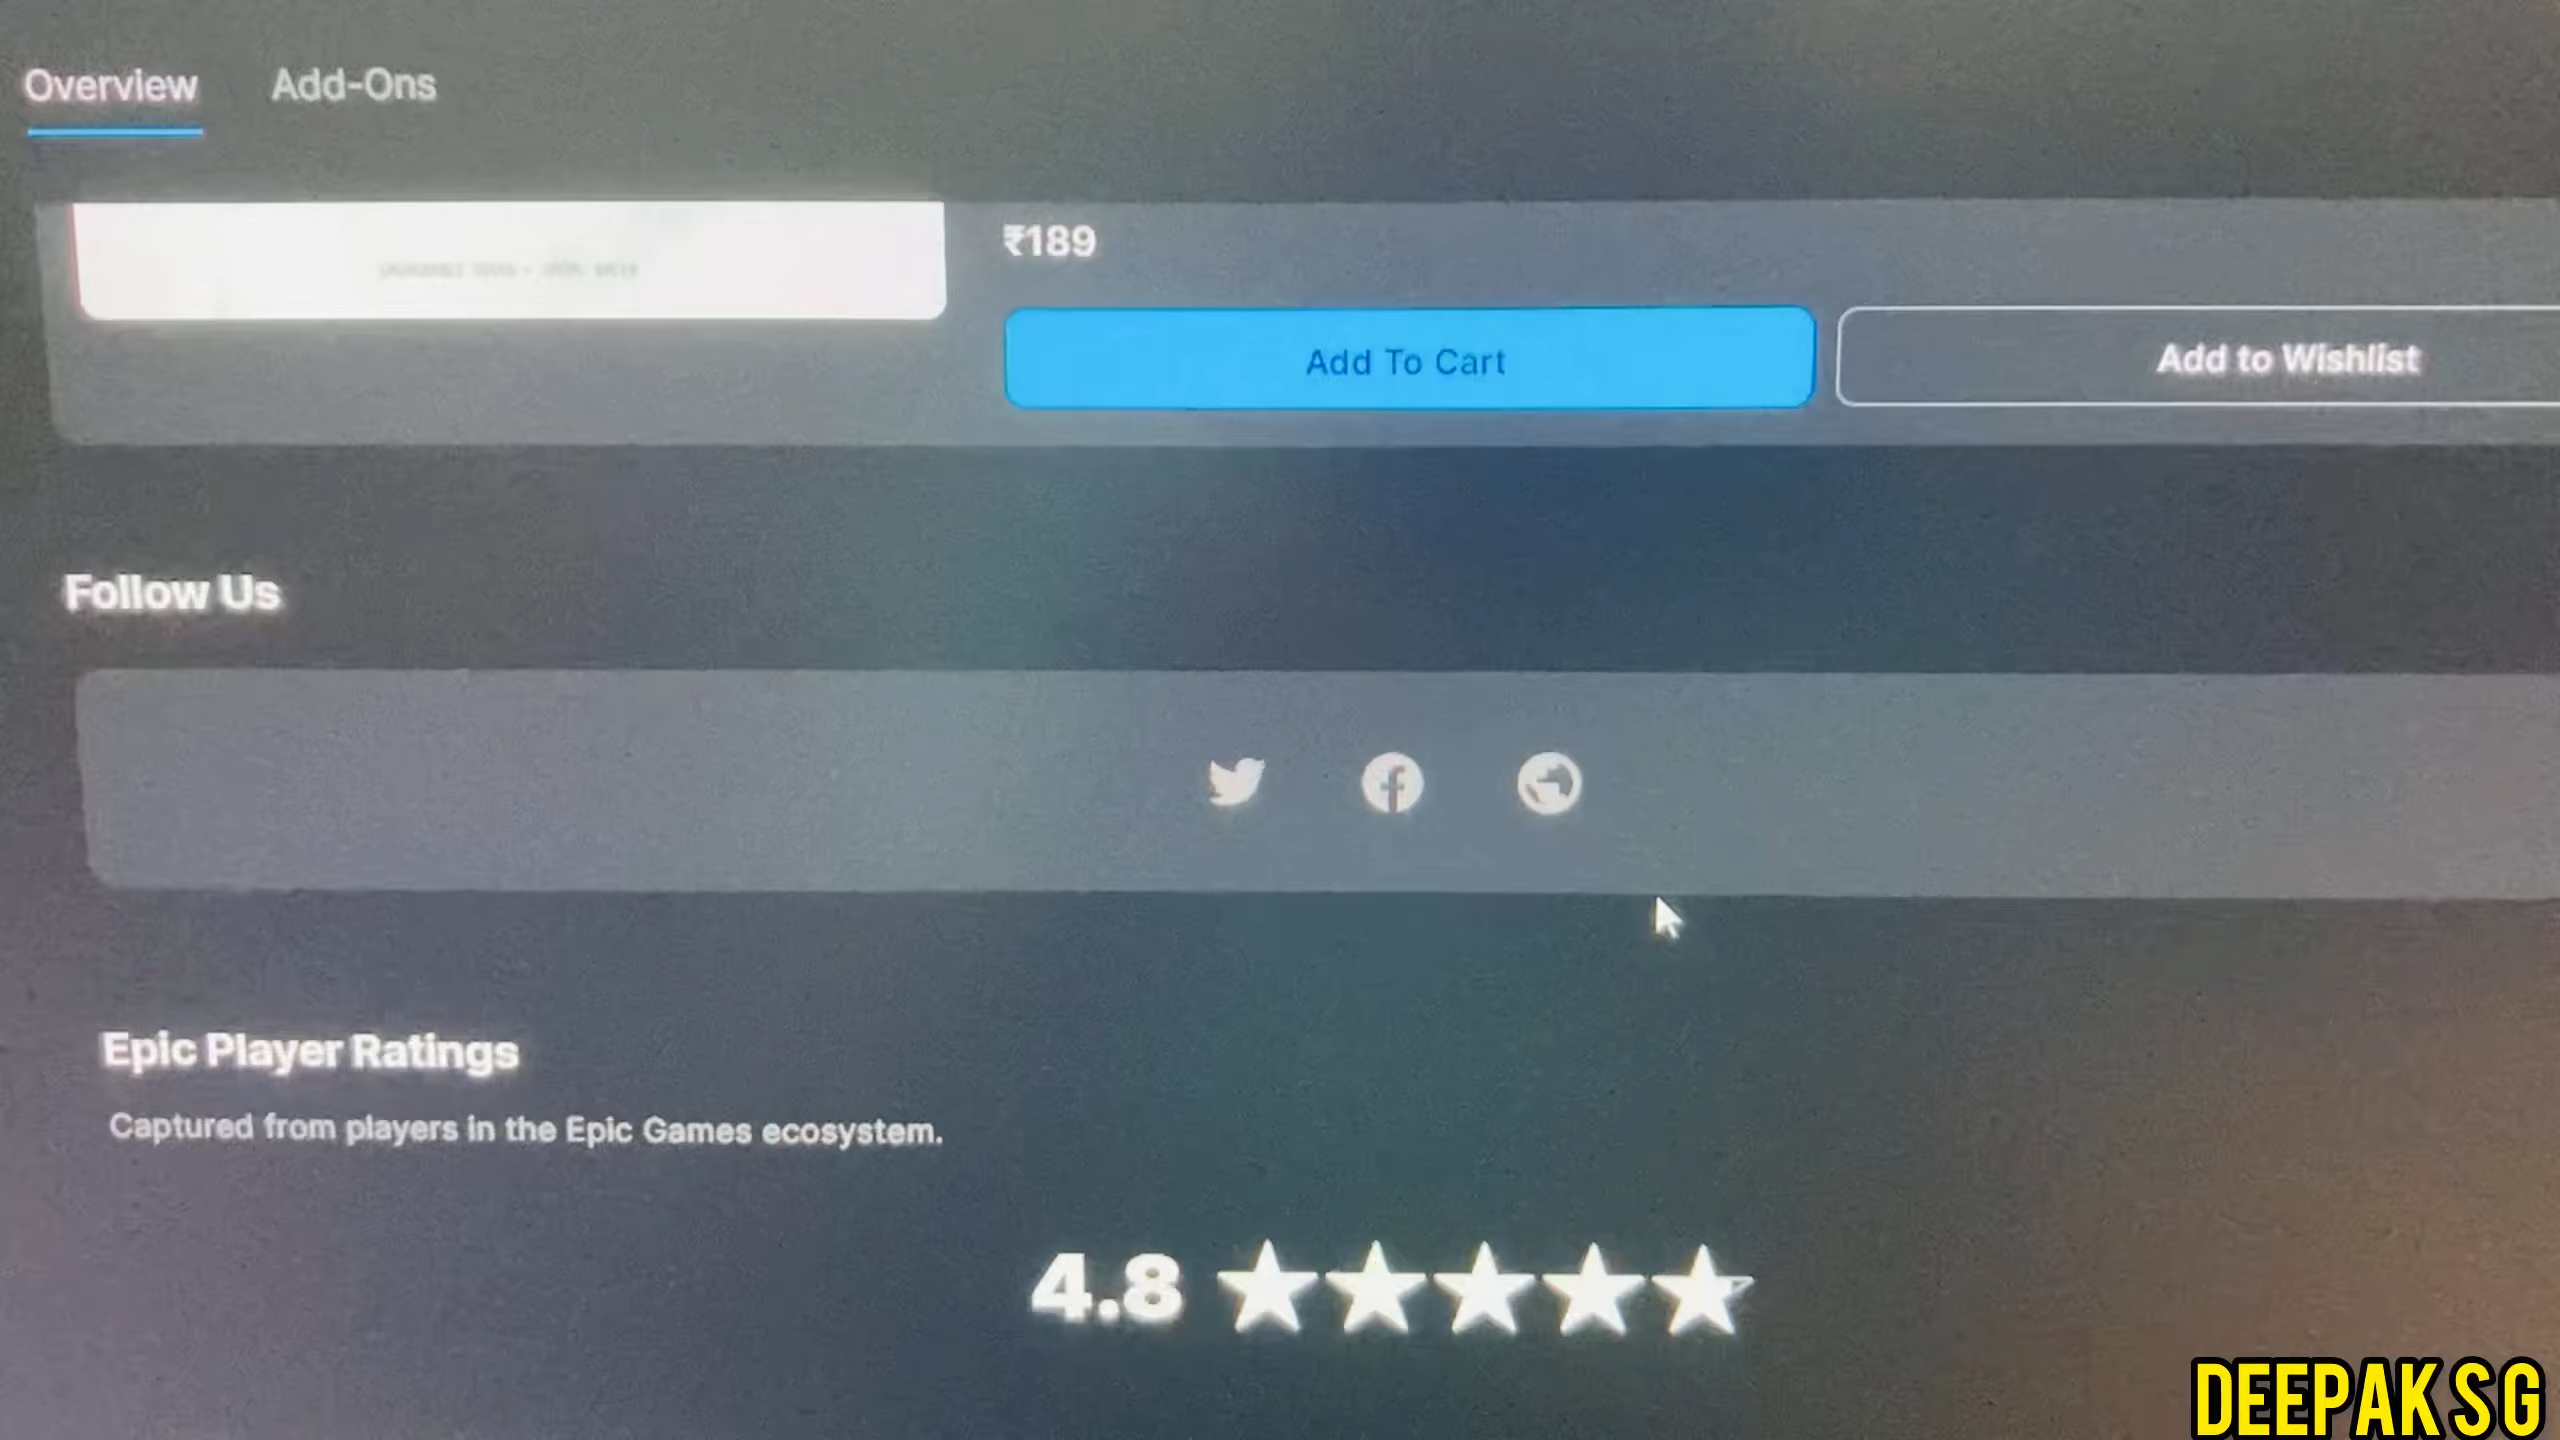 Overview Add-Ons
₹189
Add To Cart Add to Wishlist
Follow Us
Epic Player Ratings
Captured from players in the Epic Games ecosystem.
4.8
DEEPAK SG